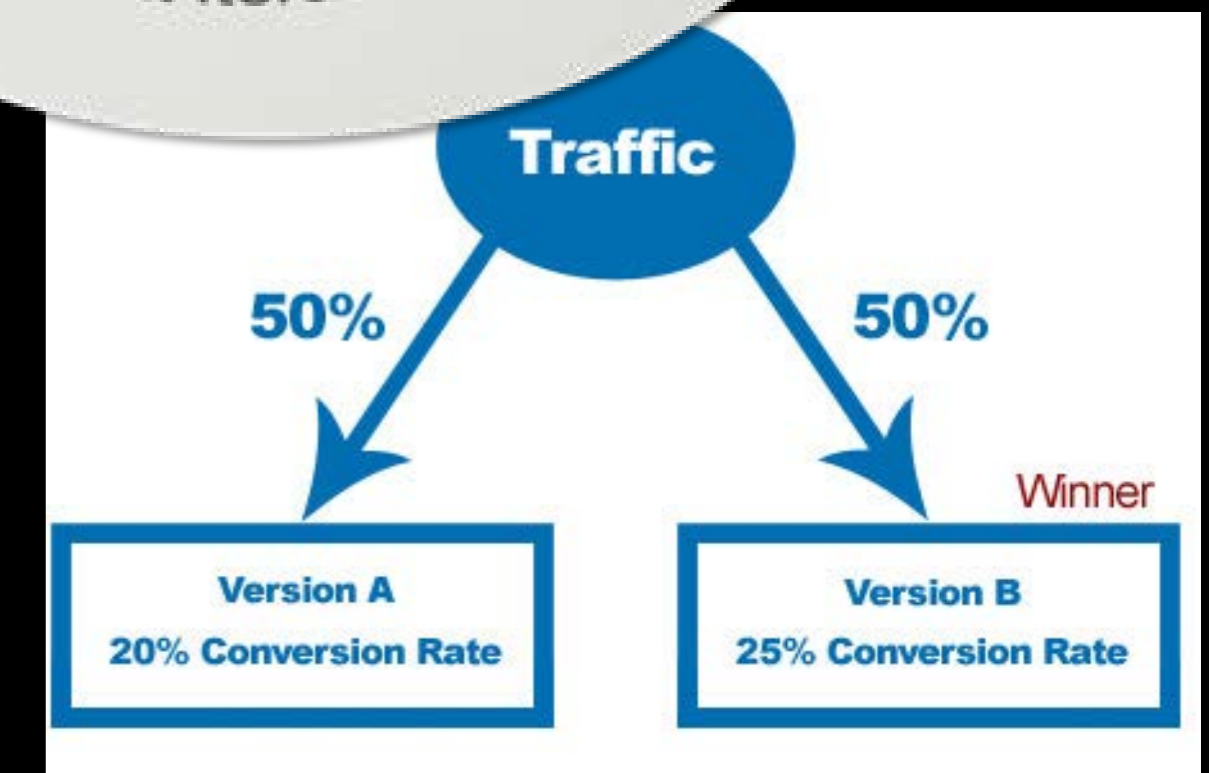 Traffic
50%
50%
Winner
Version A
20% Conversion Rate
Version B
25% Conversion Rate